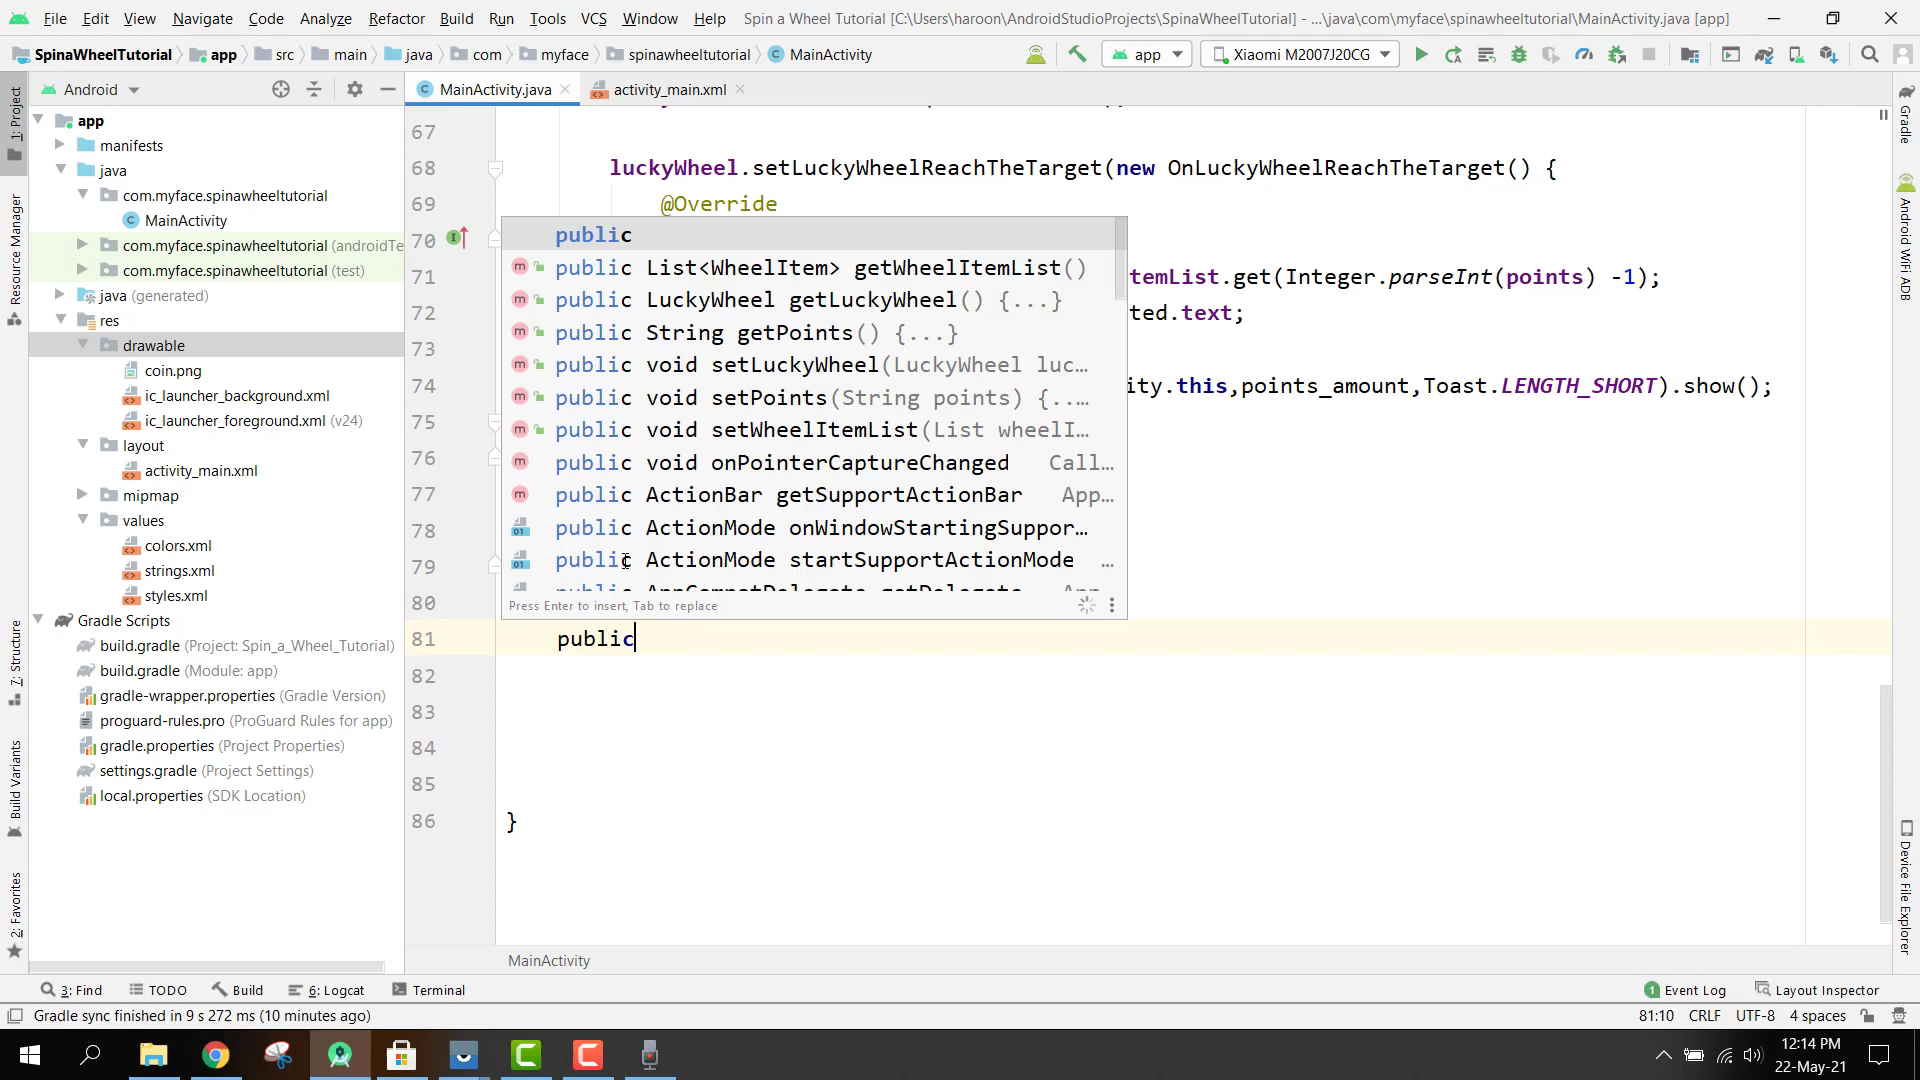 File Edit View Navigate Code Analyze Refactor Build Run Tools VCS Window Help Spin a Wheel Tutorial [C:\Users\haroon\AndroidStudioProjects\SpinaWheelTutorial] - ...\java\com\myface\spinawheeltutorial\MainActivity.java [app]
SpinaWheelTutorial app src main java com myface spinawheeltutorial MainActivity app Xiaomi M2007J20CG
Android MainActivity.java activity_main.xml
1: Project
Resource Manager
7: Structure
Build Variants
2: Favorites
app
manifests
java
com.myface.spinawheeltutorial
MainActivity
com.myface.spinawheeltutorial (androidTe
com.myface.spinawheeltutorial (test)
java (generated)
res
drawable
coin.png
ic_launcher_background.xml
ic_launcher_foreground.xml (v24)
layout
activity_main.xml
mipmap
values
colors.xml
strings.xml
styles.xml
Gradle Scripts
build.gradle (Project: Spin_a_Wheel_Tutorial)
build.gradle (Module: app)
gradle-wrapper.properties (Gradle Version)
proguard-rules.pro (ProGuard Rules for app)
gradle.properties (Project Properties)
settings.gradle (Project Settings)
local.properties (SDK Location)
67
68 luckyWheel.setLuckyWheelReachTheTarget(new OnLuckyWheelReachTheTarget() {
69 @Override
70
71 temList.get(Integer.parseInt(points) -1);
72 ted.text;
73
74 ity.this,points_amount,Toast.LENGTH_SHORT).show();
75
76
77
78
79
80
81 public
82
83
84
85
86 }
public
public List<WheelItem> getWheelItemList()
public LuckyWheel getLuckyWheel() {...}
public String getPoints() {...}
public void setLuckyWheel(LuckyWheel luc...
public void setPoints(String points) {...
public void setWheelItemList(List wheelI...
public void onPointerCaptureChanged Call...
public ActionBar getSupportActionBar App...
public ActionMode onWindowStartingSuppor...
public ActionMode startSupportActionMode ...
public AppCompatDelegate getDelegate App
Press Enter to insert, Tab to replace
MainActivity
Gradle
Android WiFi ADB
Device File Explorer
3: Find TODO Build 6: Logcat Terminal 1 Event Log Layout Inspector
Gradle sync finished in 9 s 272 ms (10 minutes ago) 81:10 CRLF UTF-8 4 spaces
12:14 PM
22-May-21